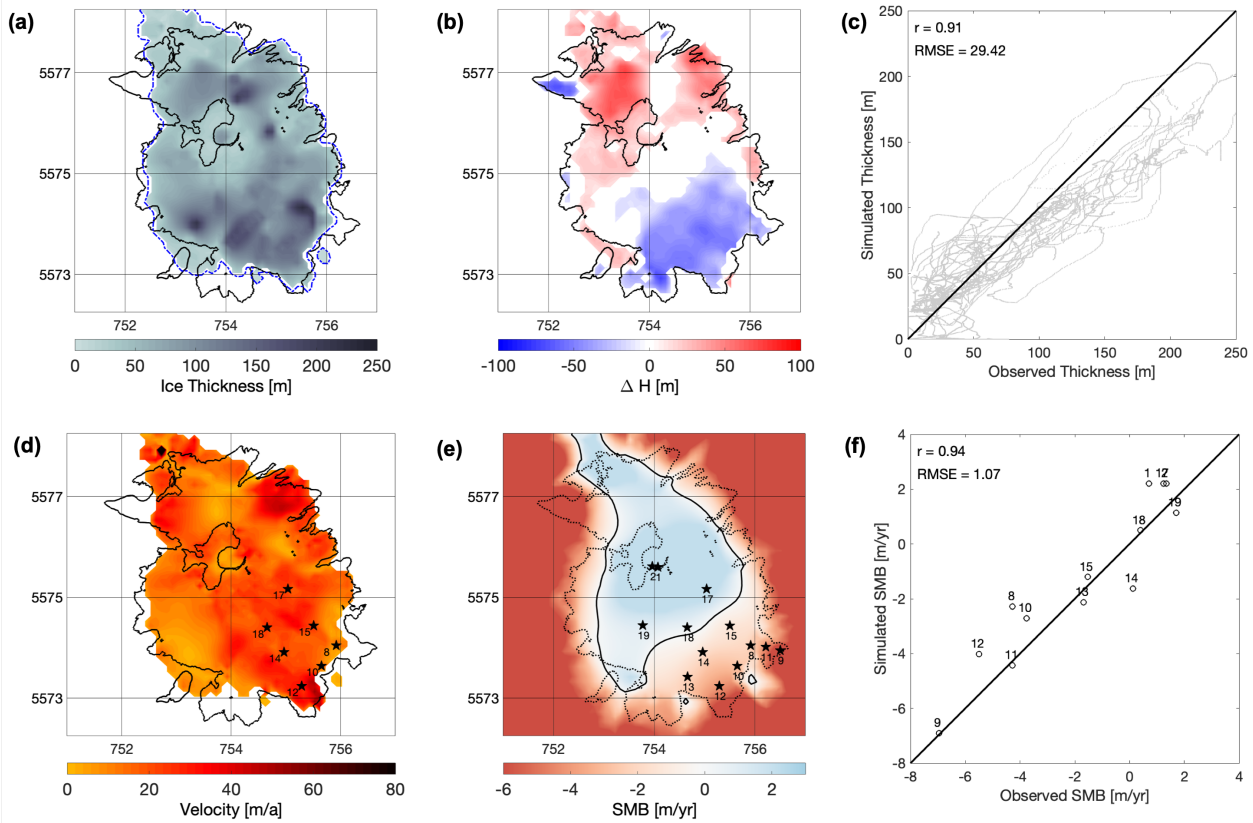 (a)
5577
5575
5573
752
754
756
0 50 100 150 200 250
Ice Thickness [m]
(b)
5577
5575
5573
752
754
756
-100 -50 0 50 100
Δ H [m]
(c)
r = 0.91
RMSE = 29.42
250
200
150
100
50
0
Simulated Thickness [m]
0 50 100 150 200 250
Observed Thickness [m]
(d)
5577
5575
5573
17
18
15
14
8
10
12
752
754
756
0 20 40 60 80
Velocity [m/a]
(e)
5577
5575
5573
21
17
19
18
15
14
8
11
9
10
13
12
752
754
756
-6 -4 -2 0 2
SMB [m/yr]
(f)
r = 0.94
RMSE = 1.07
4
2
0
-2
-4
-6
-8
Simulated SMB [m/yr]
1
19
18
15
14
13
8
10
12
11
9
-8 -6 -4 -2 0 2 4
Observed SMB [m/yr]